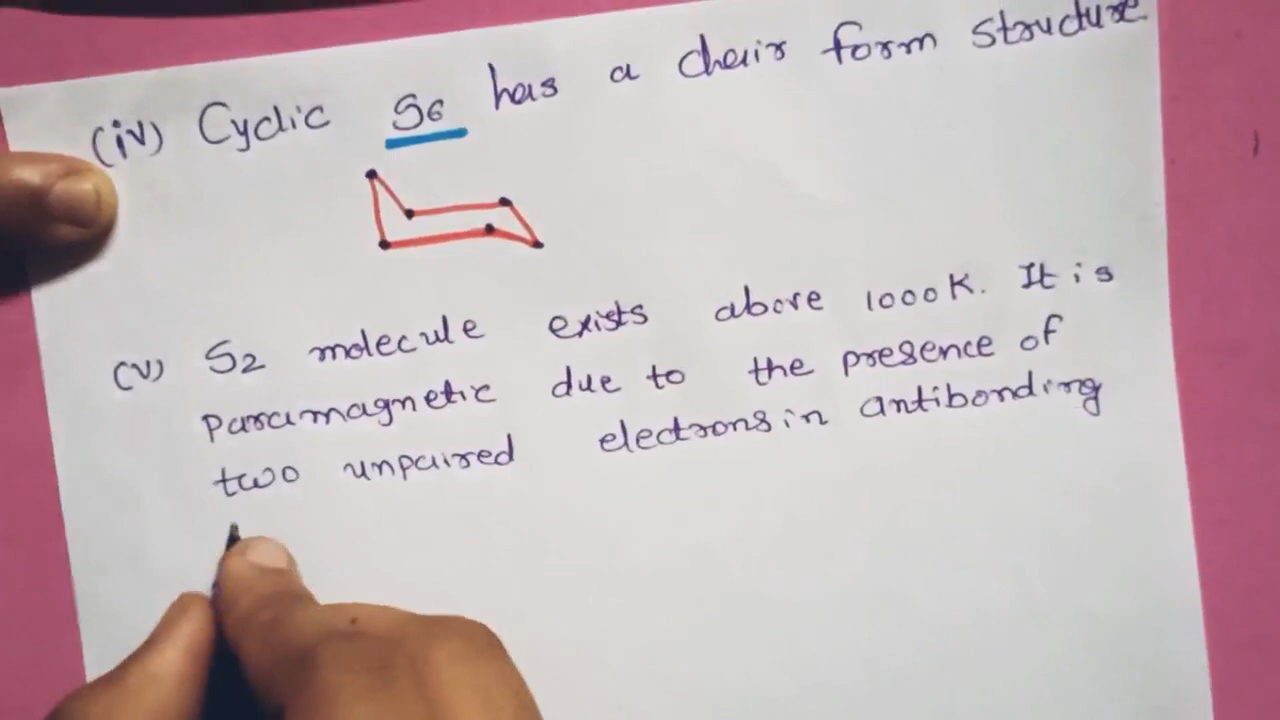 (iv) Cyclic S6 has a chair form structure
(v) S2 molecule exists above 1000K. It is
paramagnetic due to the presence of
two unpaired electrons in antibonding